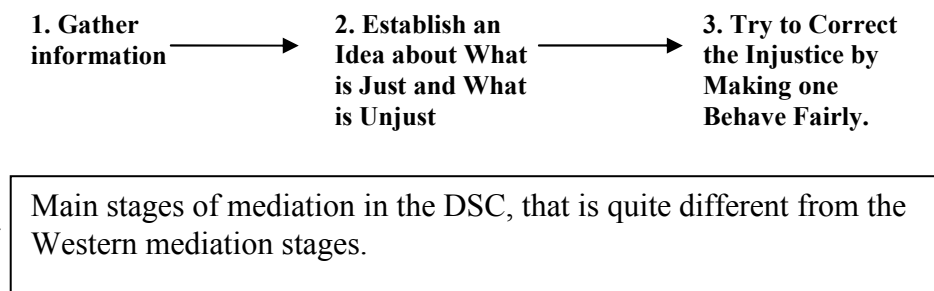 1. Gather
information
2. Establish an
Idea about What
is Just and What
is Unjust
3. Try to Correct
the Injustice by
Making one
Behave Fairly.
Main stages of mediation in the DSC, that is quite different from the
Western mediation stages.